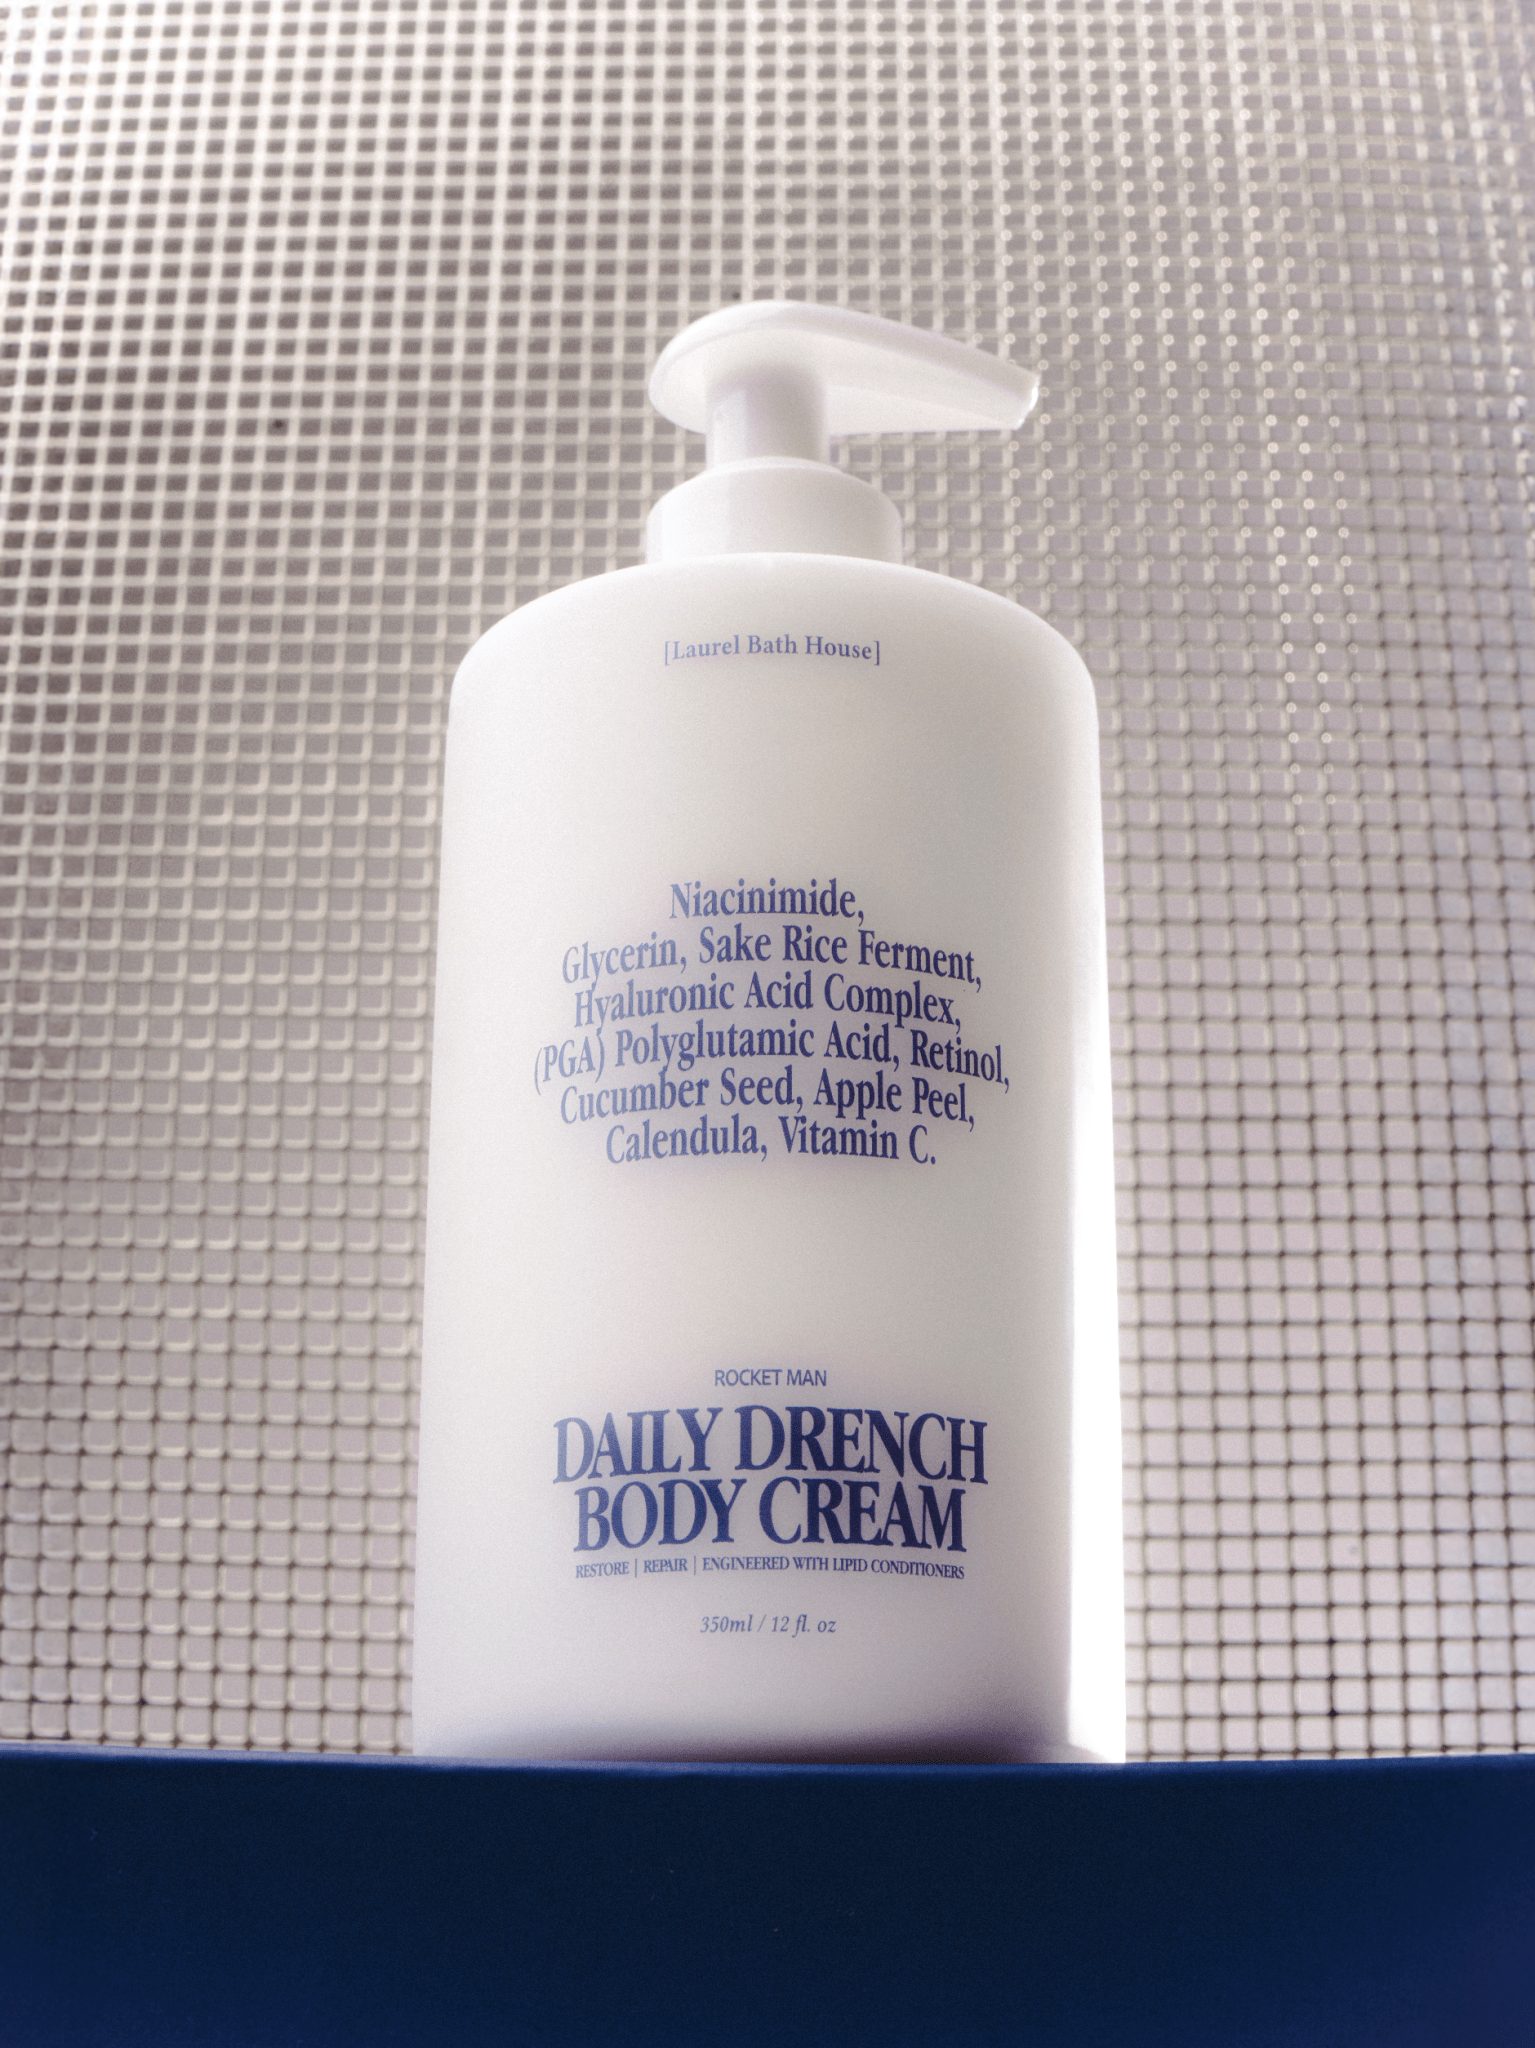 [Laurel Bath House]
Niacinimide,
Glycerin, Sake Rice Ferment,
Hyaluronic Acid Complex,
(PGA) Polyglutamic Acid, Retinol,
Cucumber Seed, Apple Peel,
Calendula, Vitamin C.
ROCKET MAN
DAILY DRENCH
BODY CREAM
RESTORE | REPAIR | ENGINEERED WITH LIPID CONDITIONERS
350ml / 12 fl. oz